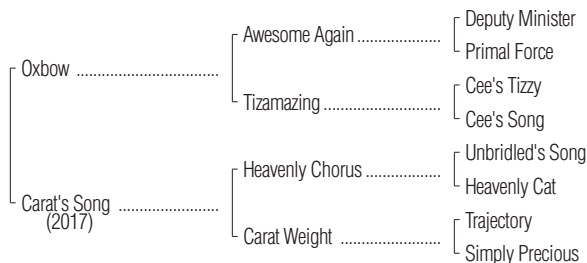 Deputy Minister
Awesome Again ........................
Primal Force
Oxbow .........................................
Cee's Tizzy
Tizamazing ..................................
Cee's Song
Unbridled's Song
Heavenly Chorus ......................
Heavenly Cat
Carat's Song .............................
(2017)
Trajectory
Carat Weight .............................
Simply Precious